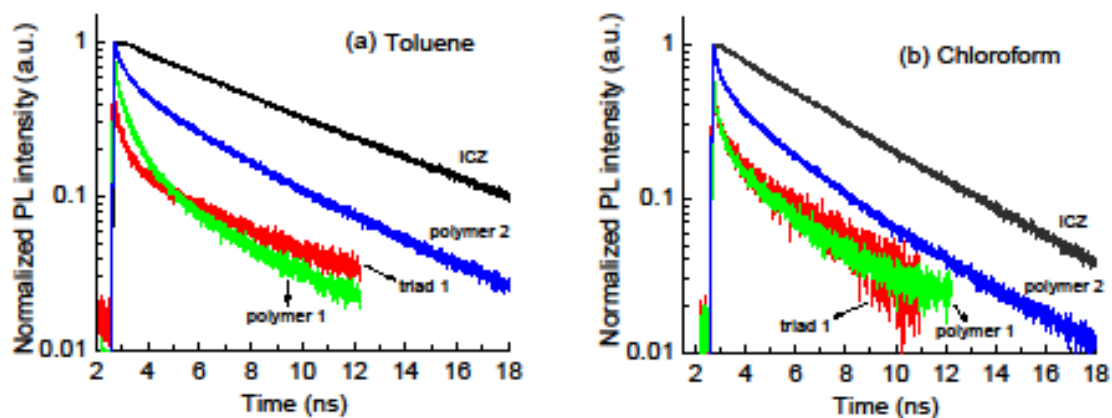 (a) Toluene
Normalized PL intensity (a.u.)
1
0.1
0.01
ICZ
polymer 2
triad 1
polymer 1
2 4 6 8 10 12 14 16 18
Time (ns)
(b) Chloroform
Normalized PL intensity (a.u.)
1
0.1
0.01
ICZ
polymer 2
triad 1
polymer 1
2 4 6 8 10 12 14 16 18
Time (ns)